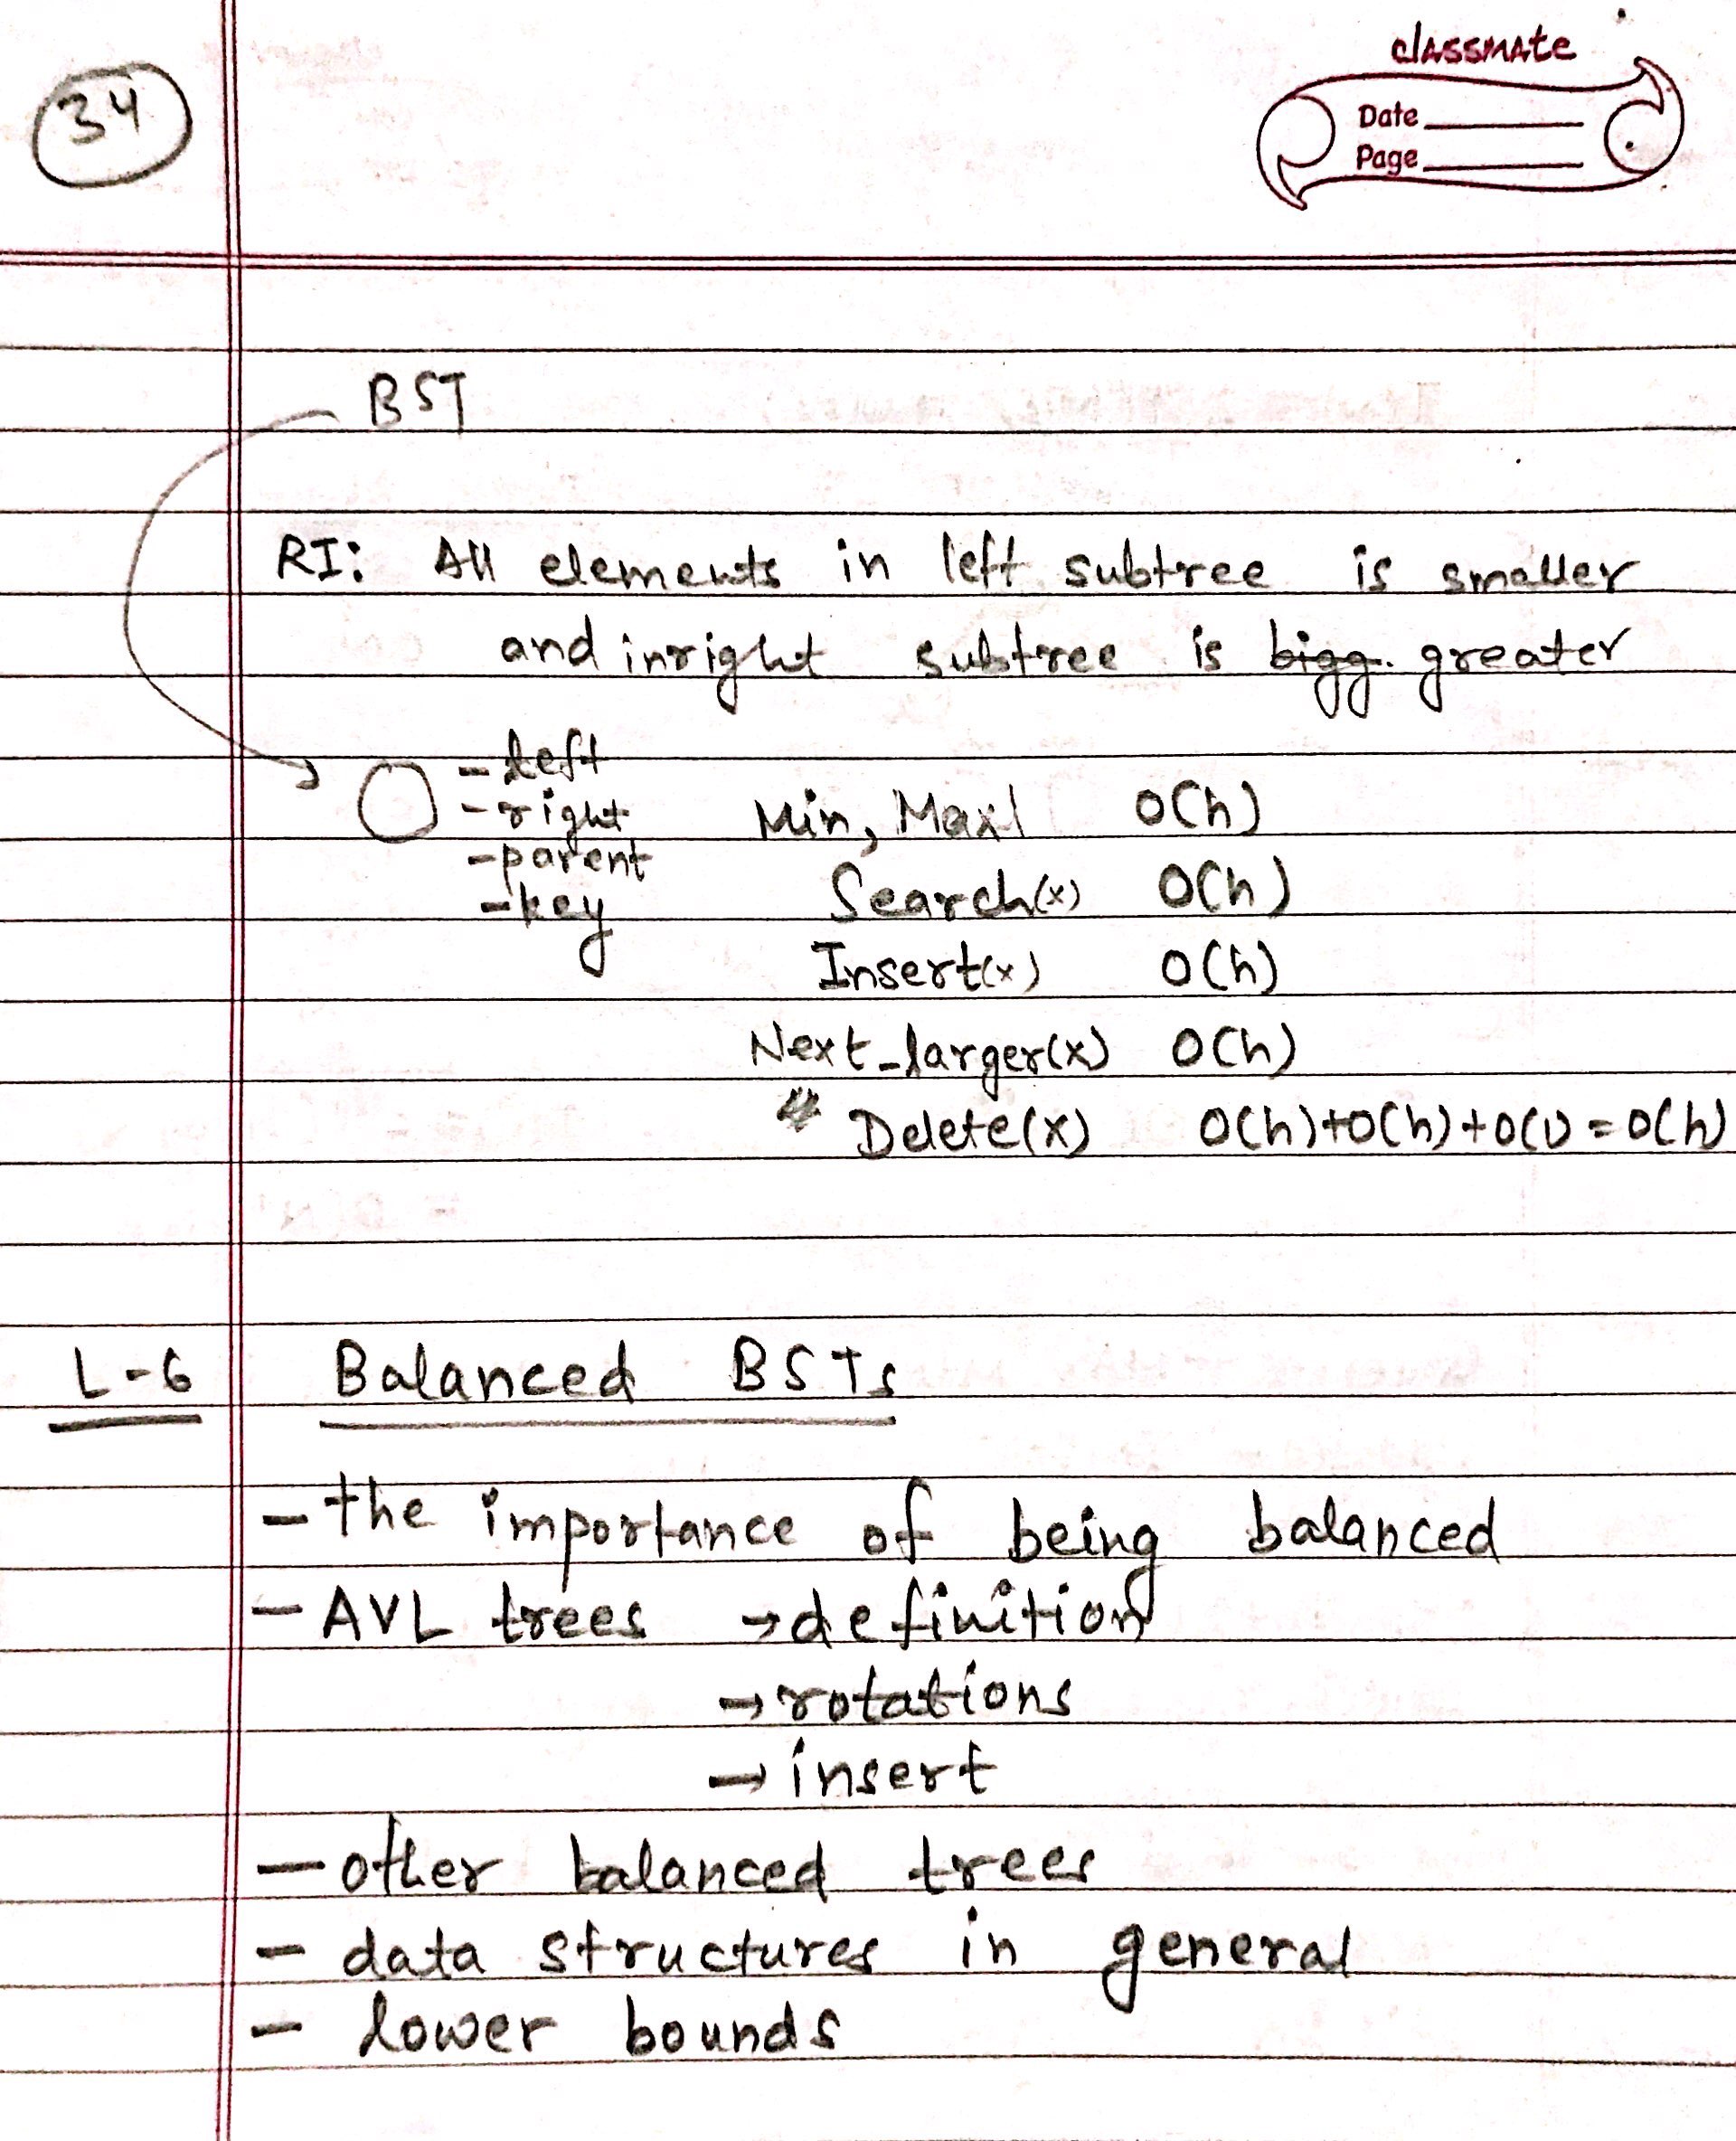 34
classmate
Date
Page
BST
RI: All elements in left subtree is smaller
and in right subtree is bigg. greater
- left
- right
- parent
- key
Min, Max O(h)
Search(x) O(h)
Insert(x) O(h)
Next_larger(x) O(h)
Delete(x) O(h)+O(h)+O(1) = O(h)
L-6 Balanced BSTs
- the importance of being balanced
- AVL trees → definition
→ rotations
→ insert
- other balanced trees
- data structures in general
- lower bounds